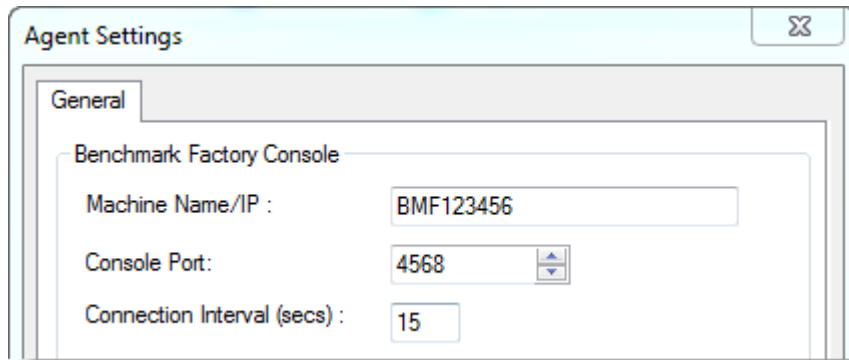 Agent Settings
General
Benchmark Factory Console
Machine Name/IP : BMF123456
Console Port: 4568
Connection Interval (secs) : 15